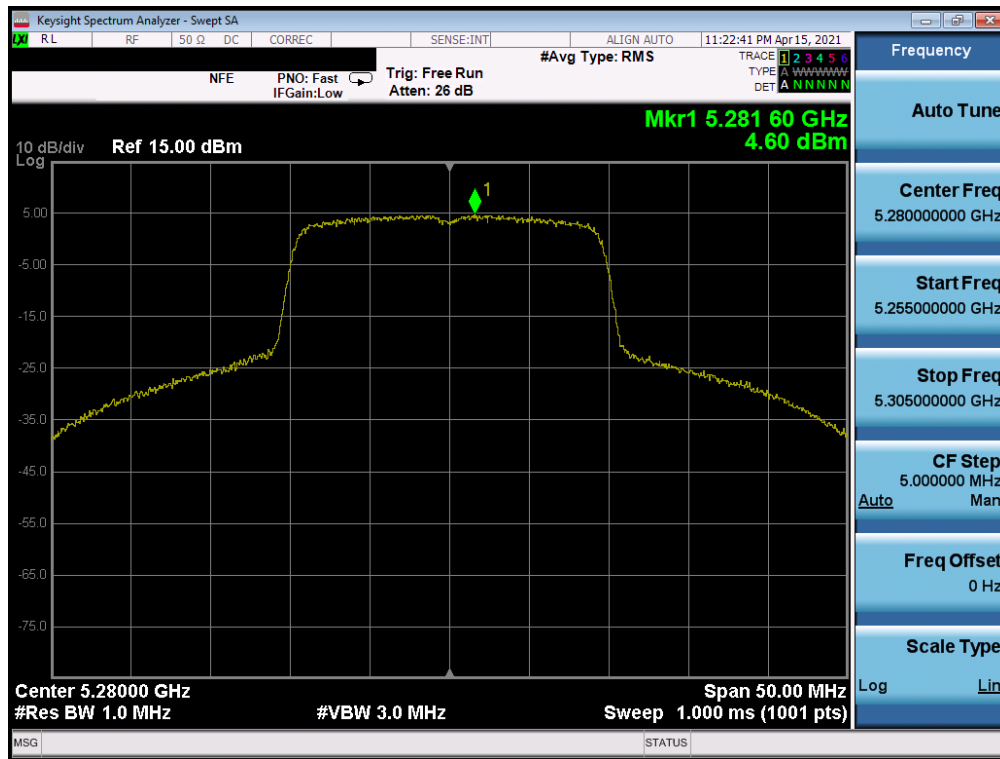 Keysight Spectrum Analyzer - Swept SA
LXI RL RF 50 Ω DC CORREC SENSE:INT ALIGN AUTO 11:22:41 PM Apr 15, 2021
NFE PNO: Fast Trig: Free Run #Avg Type: RMS TRACE 1 2 3 4 5 6
IFGain:Low Atten: 26 dB TYPE A WWWWW
DET A N N N N N
Mkr1 5.281 60 GHz
4.60 dBm
10 dB/div Ref 15.00 dBm
Log
1
5.00
-5.00
-15.0
-25.0
-35.0
-45.0
-55.0
-65.0
-75.0
Center 5.28000 GHz Span 50.00 MHz
#Res BW 1.0 MHz #VBW 3.0 MHz Sweep 1.000 ms (1001 pts)
MSG STATUS
Frequency
Auto Tune
Center Freq
5.280000000 GHz
Start Freq
5.255000000 GHz
Stop Freq
5.305000000 GHz
CF Step
5.000000 MHz
Auto Man
Freq Offset
0 Hz
Scale Type
Log Lin